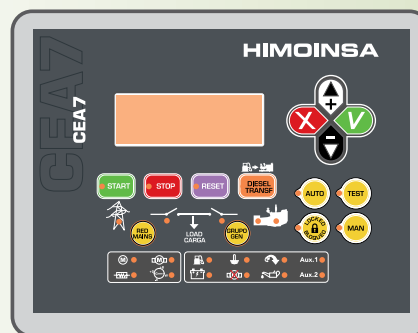 HIMOINSA
CEA7
CEA7
+
X
V
-
START
STOP
RESET
DIESEL
TRANSF
AUTO
TEST
RED
MAINS
LOAD
CARGA
GRUPO
GEN
LOCKED
BLOQUEO
MAN
M
M
Aux.1
Aux.2